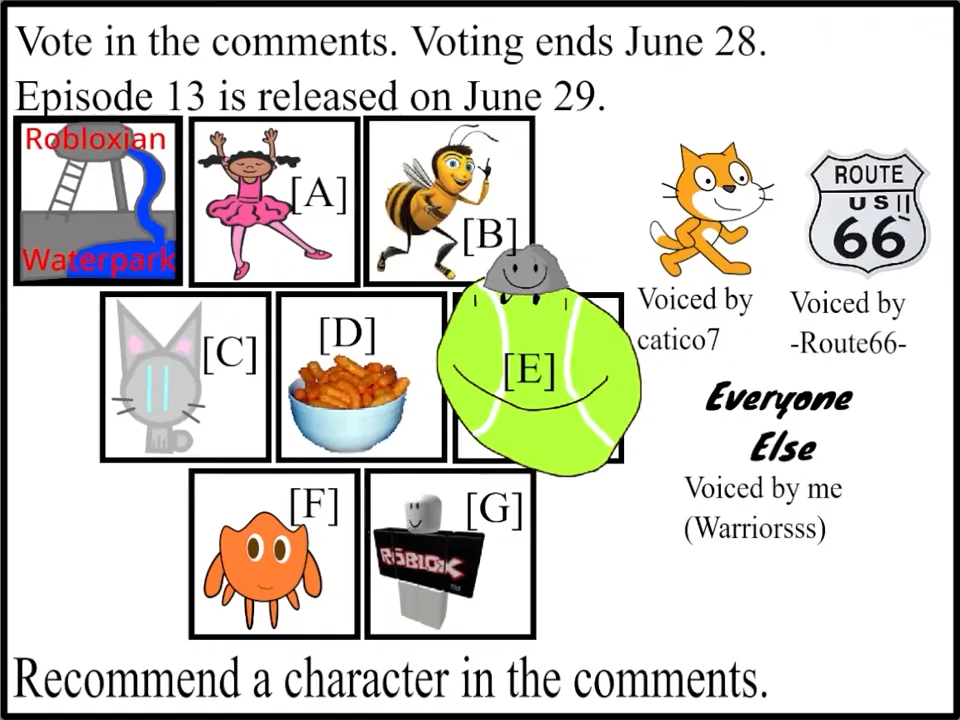 Vote in the comments. Voting ends June 28.
Episode 13 is released on June 29.
Robloxian
Waterpark
[A]
[B]
ROUTE
US
66
Voiced by
catico7
Voiced by
-Route66-
[C]
[D]
[E]
Everyone
Else
Voiced by me
(Warriorsss)
[F]
[G]
ROBLOX
TM
Recommend a character in the comments.